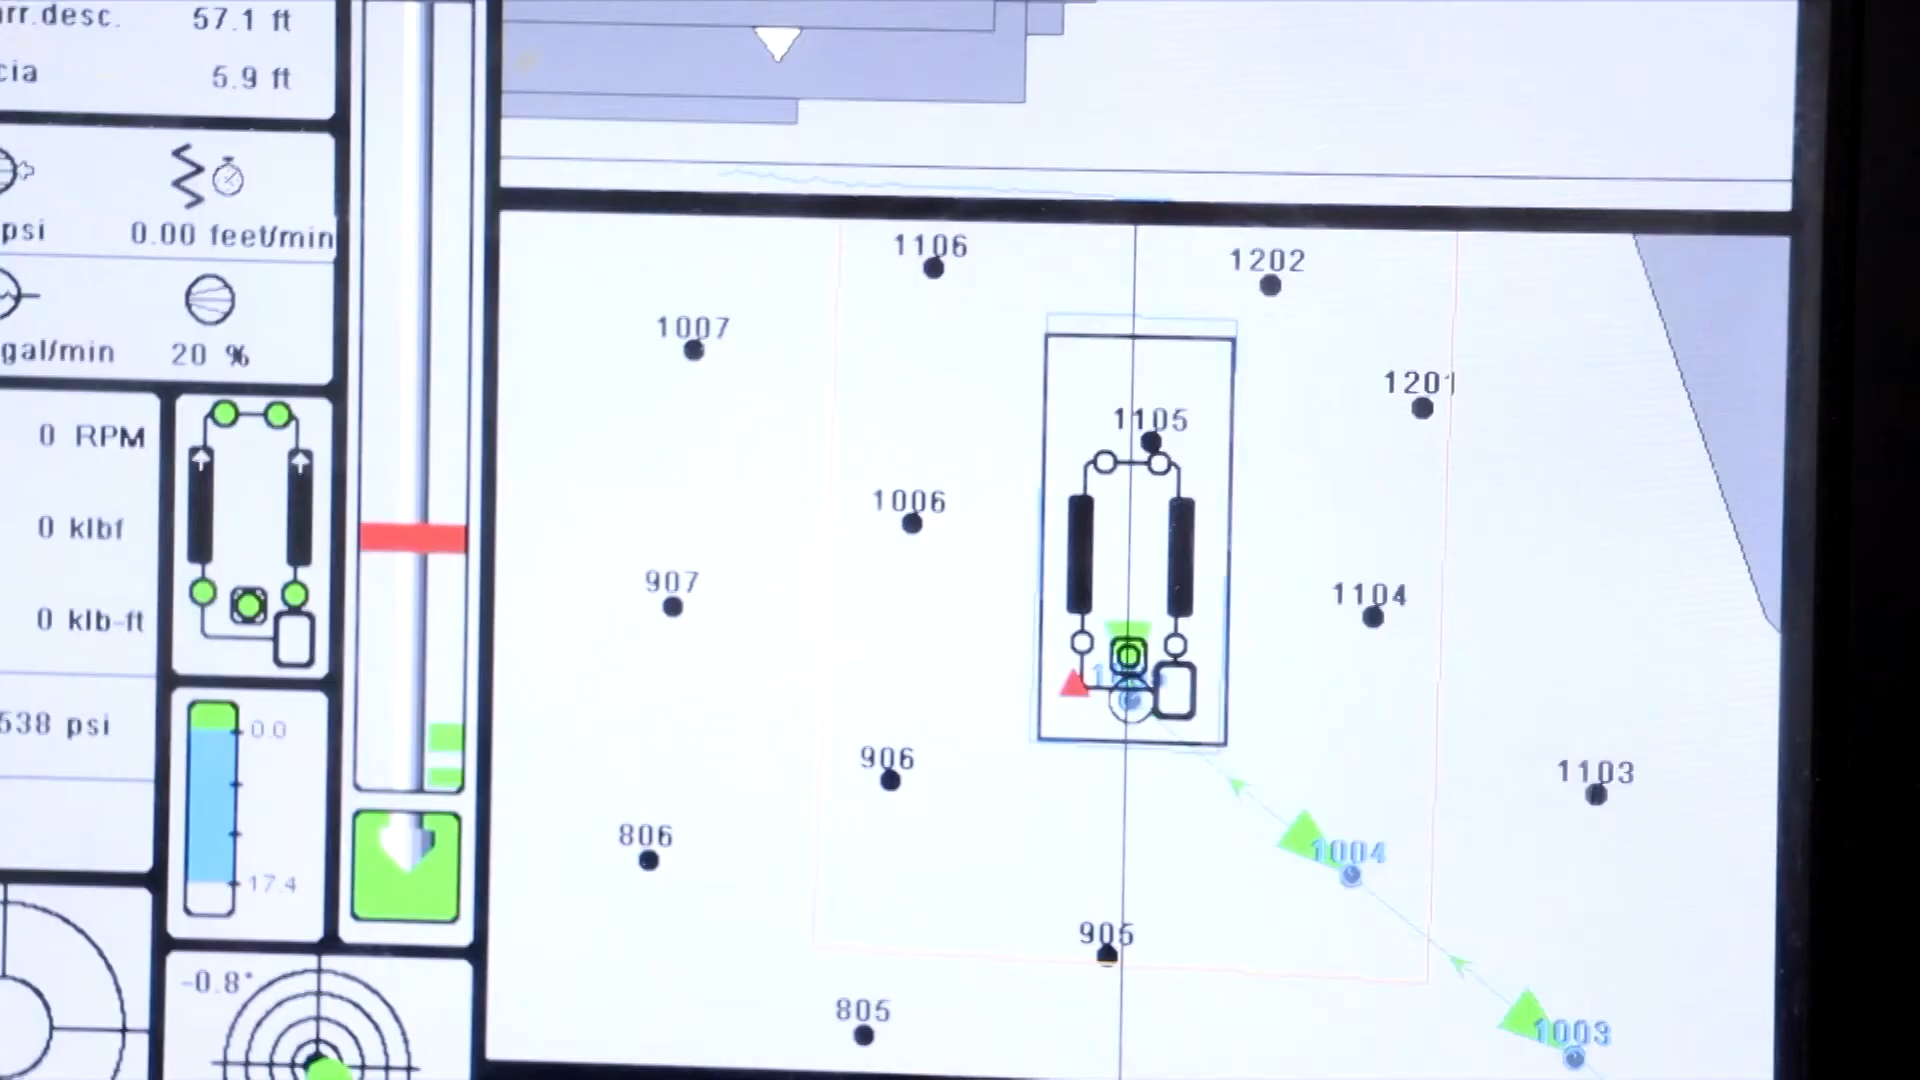 rr.desc. 57.1 ft
cia 5.9 ft
psi 0.00 feet/min
gal/min 20 %
0 RPM
0 klbf
0 klb-ft
538 psi
0.0
17.4
-0.8°
1106
1202
1007
1201
1105
1006
907
1104
906
1103
806
1004
905
805
1003